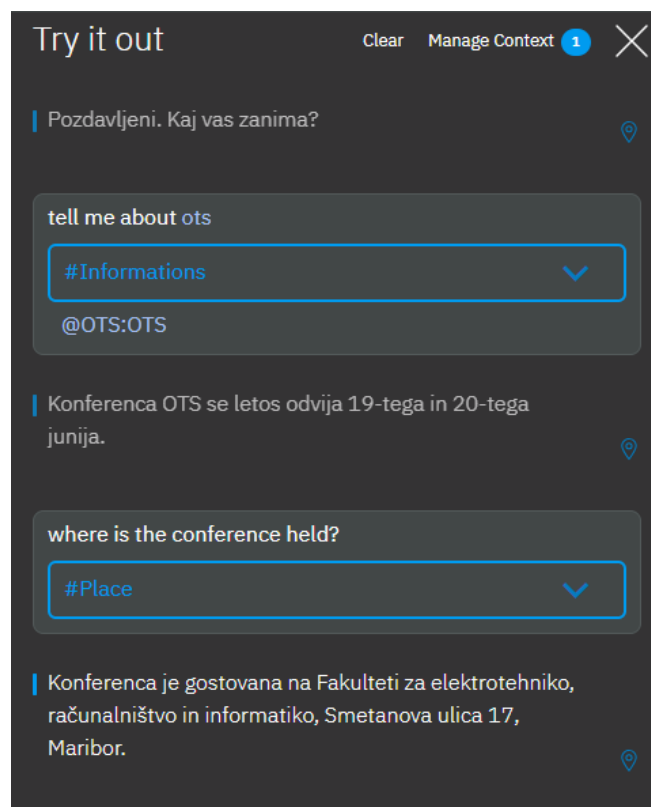 Try it out
Clear Manage Context 1
Pozdavljeni. Kaj vas zanima?
tell me about ots
#Informations
@OTS:OTS
Konferenca OTS se letos odvija 19-tega in 20-tega
junija.
where is the conference held?
#Place
Konferenca je gostovana na Fakulteti za elektrotehniko,
računalništvo in informatiko, Smetanova ulica 17,
Maribor.